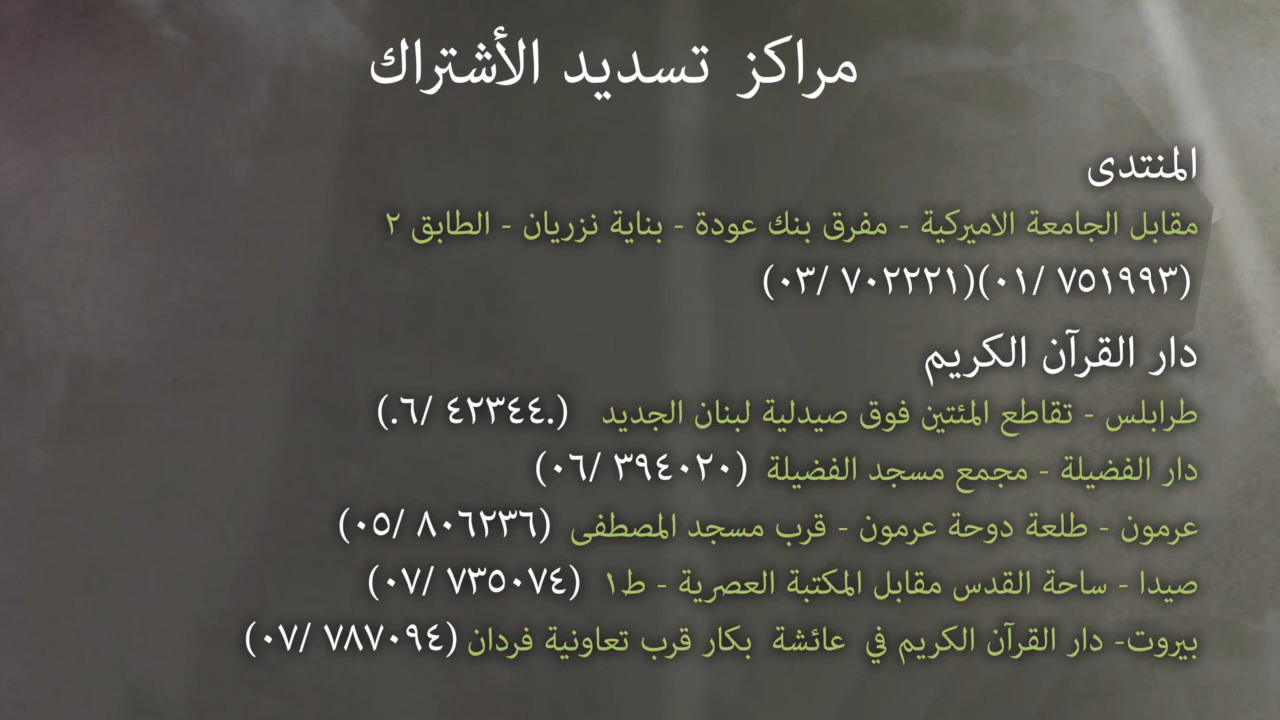 مراكز تسديد الأشتراك
المنتدى
مقابل الجامعة الاميركية - مفرق بنك عودة - بناية نزريان - الطابق ٢
(٠٣/ ٧٠٢٢٢١)(٠١/ ٧٥١٩٩٣)
دار القرآن الكريم
طرابلس - تقاطع المئتين فوق صيدلية لبنان الجديد (.٦/ ٤٢٣٤٤.)
دار الفضيلة - مجمع مسجد الفضيلة (٠٦/ ٣٩٤٠٢٠)
عرمون - طلعة دوحة عرمون - قرب مسجد المصطفى (٠٥/ ٨٠٦٢٣٦)
صيدا - ساحة القدس مقابل المكتبة العصرية - ط١ (٠٧/ ٧٣٥٠٧٤)
بيروت- دار القرآن الكريم في عائشة بكار قرب تعاونية فردان (٠٧/ ٧٨٧٠٩٤)